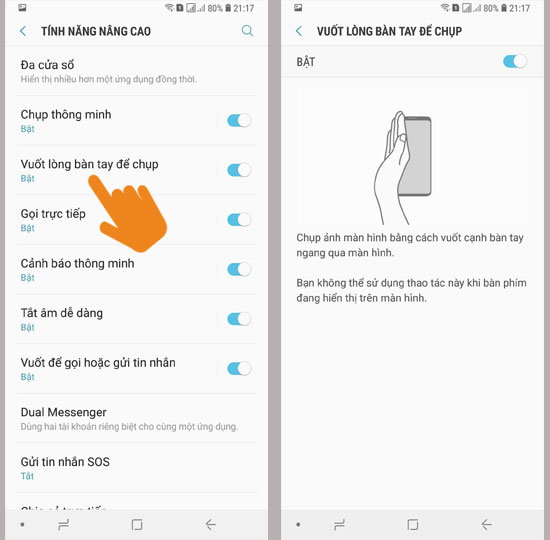 80% 21:17
TÍNH NĂNG NÂNG CAO
Đa cửa sổ
Hiển thị nhiều hơn một ứng dụng đồng thời.
Chụp thông minh
Bật
Vuốt lòng bàn tay để chụp
Bật
Gọi trực tiếp
Bật
Cảnh báo thông minh
Bật
Tắt âm dễ dàng
Bật
Vuốt để gọi hoặc gửi tin nhắn
Bật
Dual Messenger
Dùng hai tài khoản riêng biệt cho cùng một ứng dụng.
Gửi tin nhắn SOS
Tắt
80% 21:17
VUỐT LÒNG BÀN TAY ĐỂ CHỤP
BẬT
Chụp ảnh màn hình bằng cách vuốt cạnh bàn tay
ngang qua màn hình.
Bạn không thể sử dụng thao tác này khi bàn phím
đang hiển thị trên màn hình.